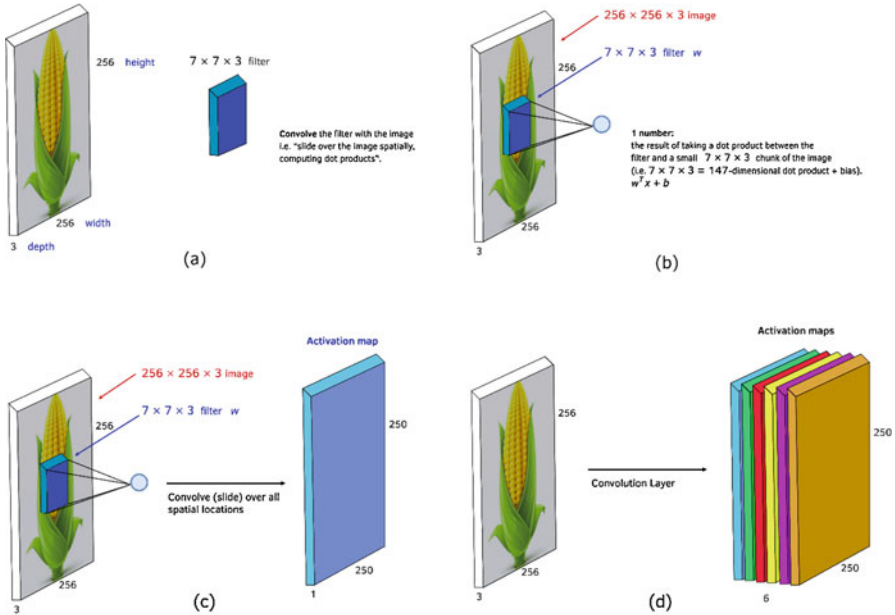 256 height
7 × 7 × 3 filter
Convolve the filter with the image
i.e. "slide over the image spatially,
computing dot products".
256 width
3 depth
(a)
256 × 256 × 3 image
7 × 7 × 3 filter w
256
1 number:
the result of taking a dot product between the
filter and a small 7 × 7 × 3 chunk of the image
(i.e. 7 × 7 × 3 = 147-dimensional dot product + bias).
wᵀx + b
256
3
(b)
Activation map
256 × 256 × 3 image
7 × 7 × 3 filter w
256
250
Convolve (slide) over all
spatial locations
256
250
3
1
(c)
Activation maps
256
250
Convolution Layer
256
250
3
6
(d)